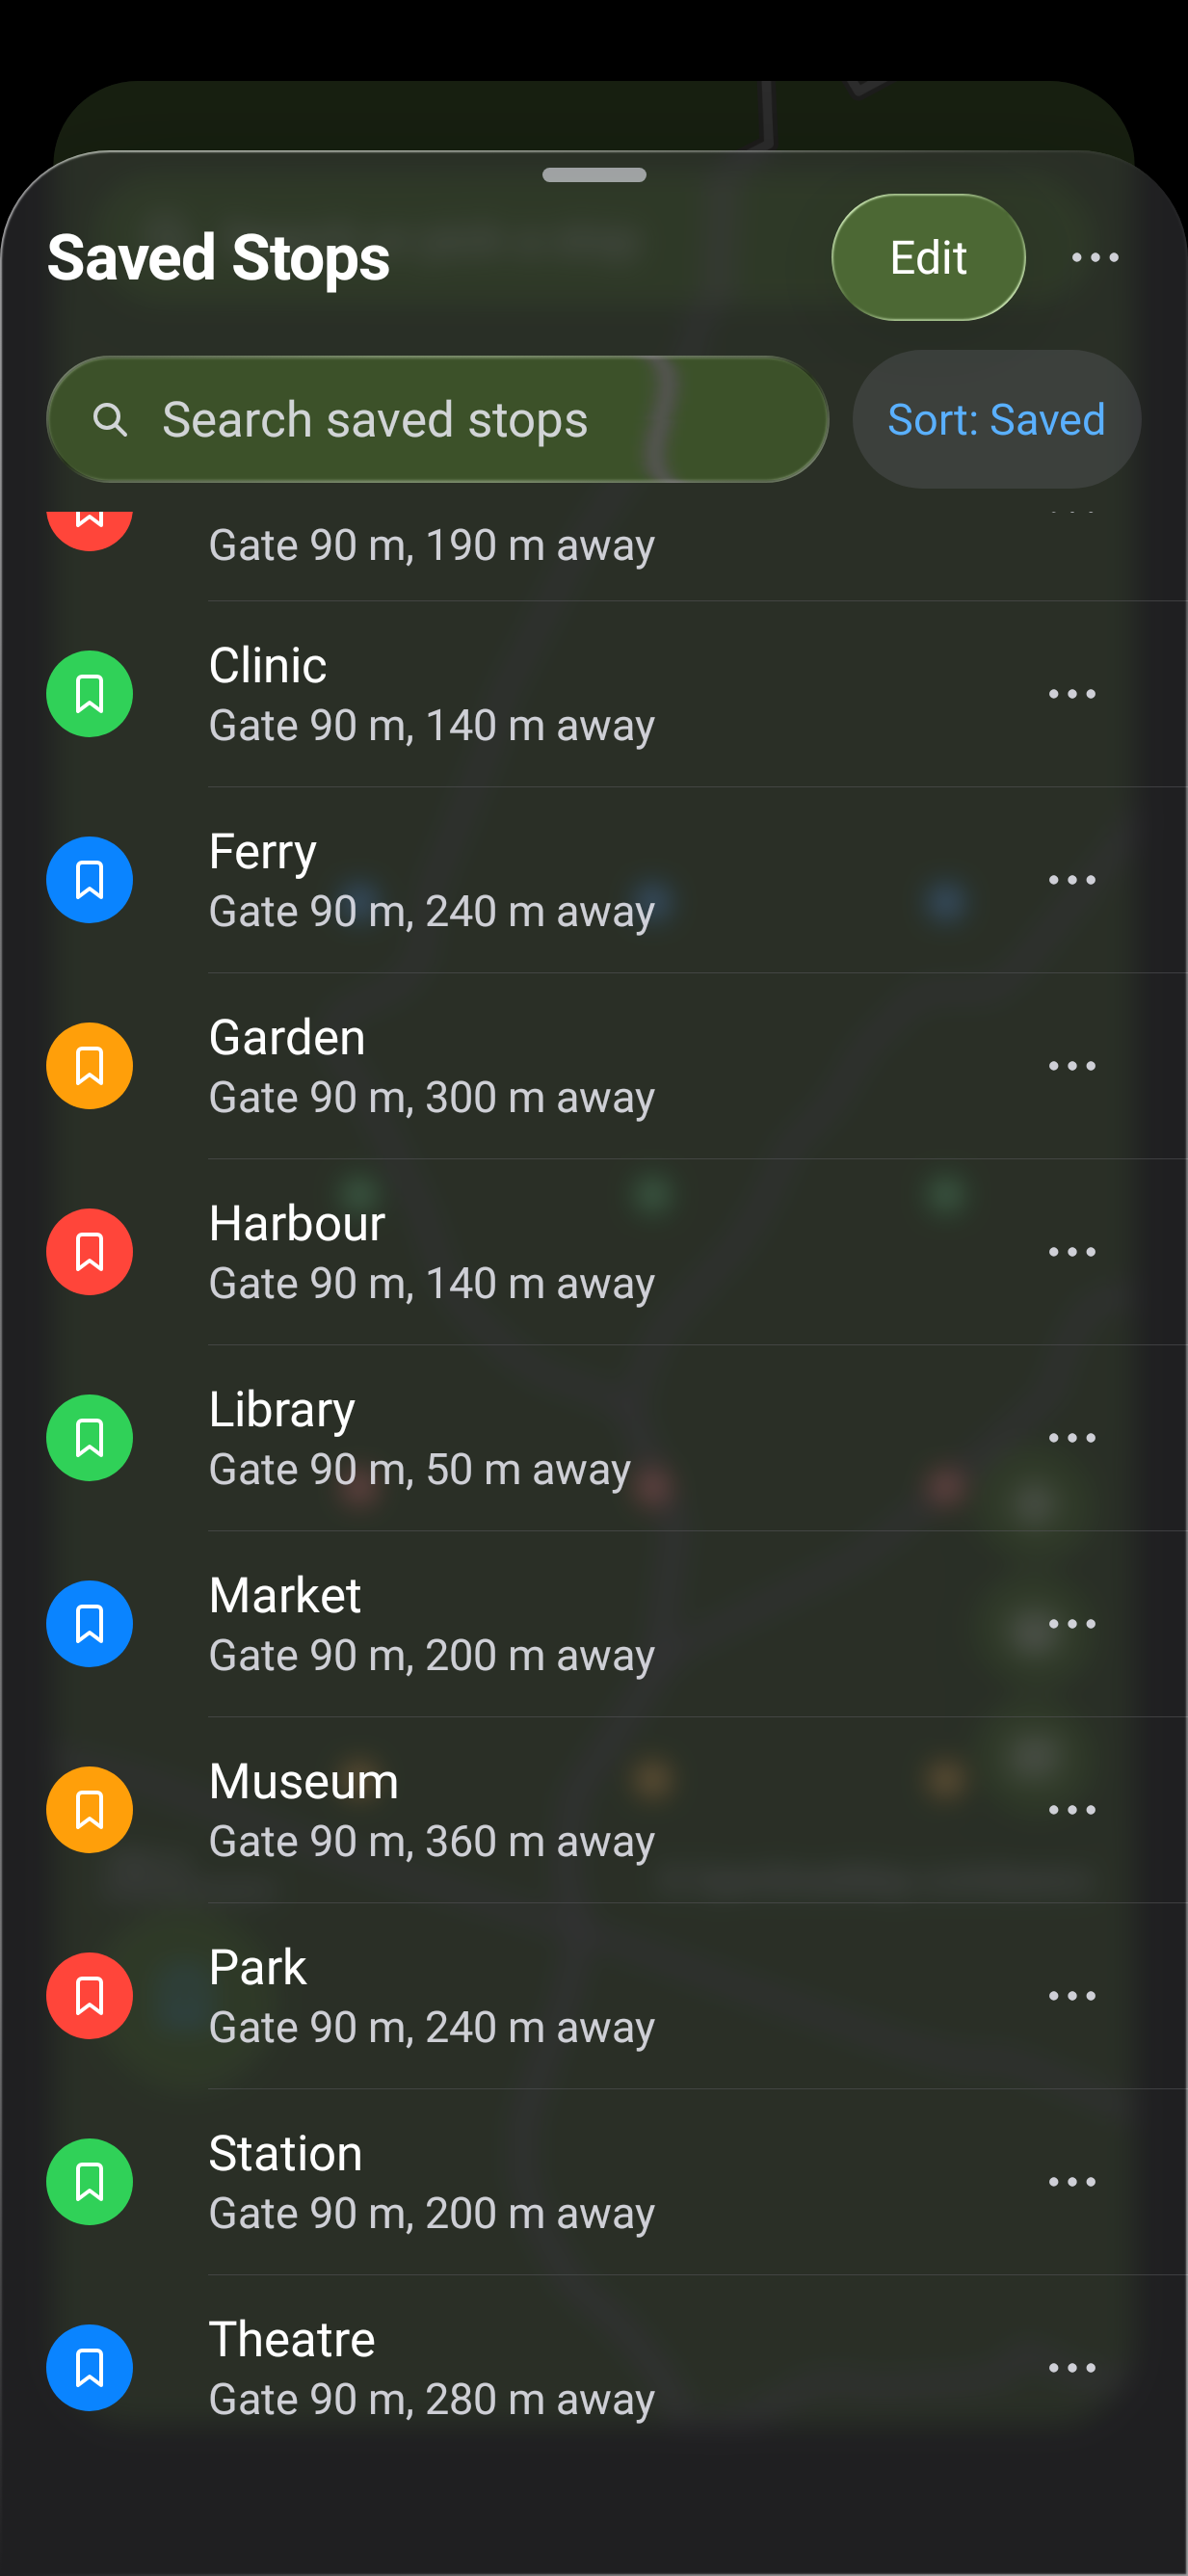 Saved Stops
Edit
Search saved stops
Sort: Saved
Gate 90 m, 190 m away
Clinic
Gate 90 m, 140 m away
Ferry
Gate 90 m, 240 m away
Garden
Gate 90 m, 300 m away
Harbour
Gate 90 m, 140 m away
Library
Gate 90 m, 50 m away
Market
Gate 90 m, 200 m away
Museum
Gate 90 m, 360 m away
Park
Gate 90 m, 240 m away
Station
Gate 90 m, 200 m away
Theatre
Gate 90 m, 280 m away